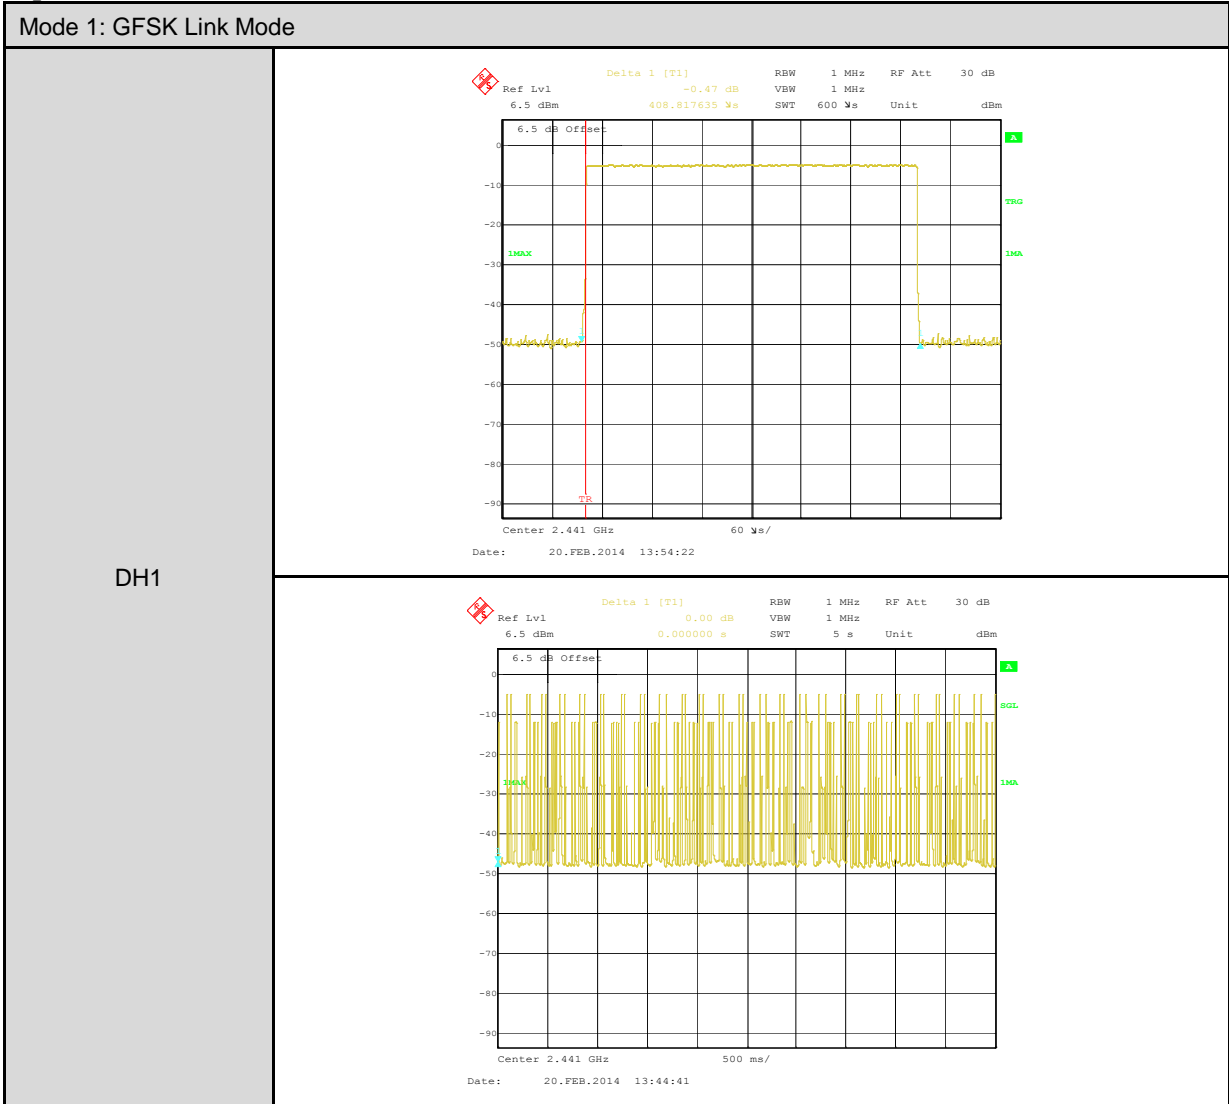 Mode 1: GFSK Link Mode
DH1
Delta 1 [T1] RBW 1 MHz RF Att 30 dB
Ref Lvl -0.47 dB VBW 1 MHz
6.5 dBm 408.817635 µs SWT 600 µs Unit dBm
6.5 dB Offset
A
0
-10
TRG
-20
1MAX 1MA
-30
-40
-50
-60
-70
-80
-90
TR
Center 2.441 GHz 60 µs/
Date: 20.FEB.2014 13:54:22
Delta 1 [T1] RBW 1 MHz RF Att 30 dB
Ref Lvl 0.00 dB VBW 1 MHz
6.5 dBm 0.000000 s SWT 5 s Unit dBm
6.5 dB Offset
A
0
SGL
-10
-20
1MAX 1MA
-30
-40
-50
-60
-70
-80
-90
Center 2.441 GHz 500 ms/
Date: 20.FEB.2014 13:44:41